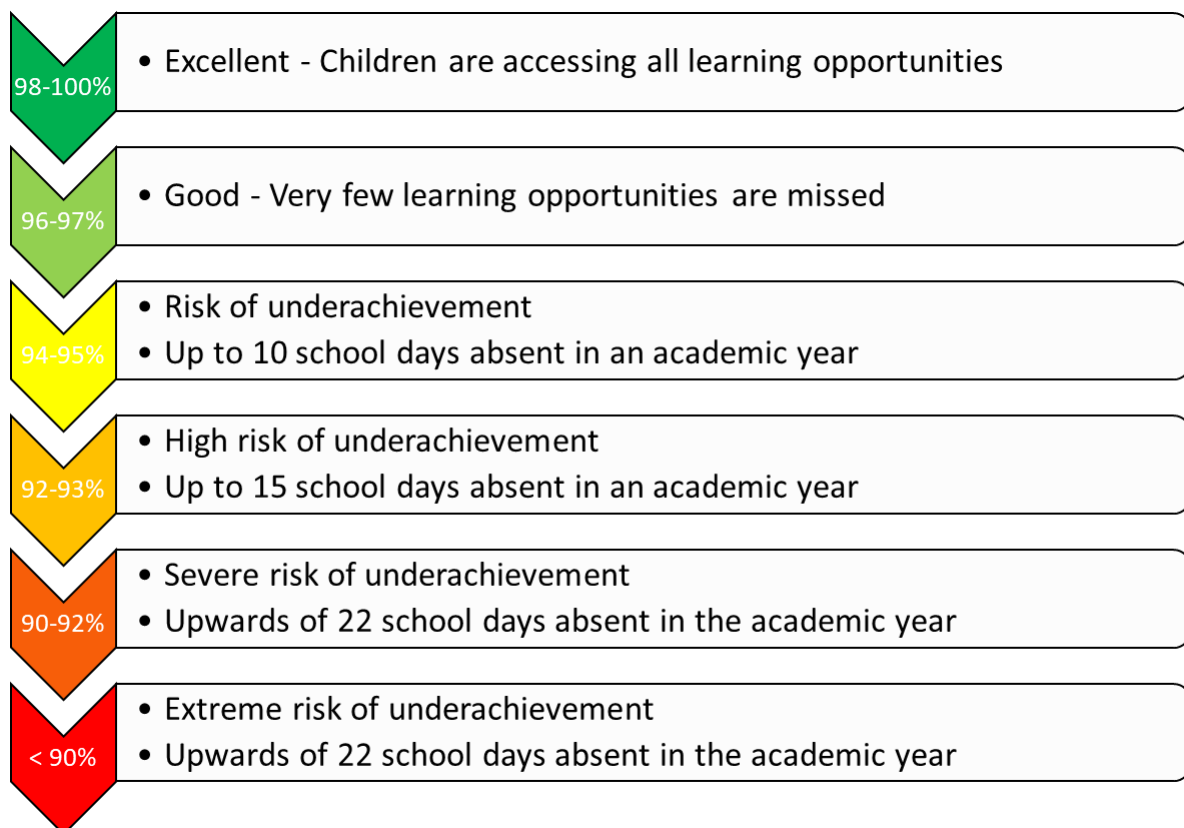 98-100%
• Excellent - Children are accessing all learning opportunities
96-97%
• Good - Very few learning opportunities are missed
94-95%
• Risk of underachievement
• Up to 10 school days absent in an academic year
92-93%
• High risk of underachievement
• Up to 15 school days absent in an academic year
90-92%
• Severe risk of underachievement
• Upwards of 22 school days absent in the academic year
< 90%
• Extreme risk of underachievement
• Upwards of 22 school days absent in the academic year